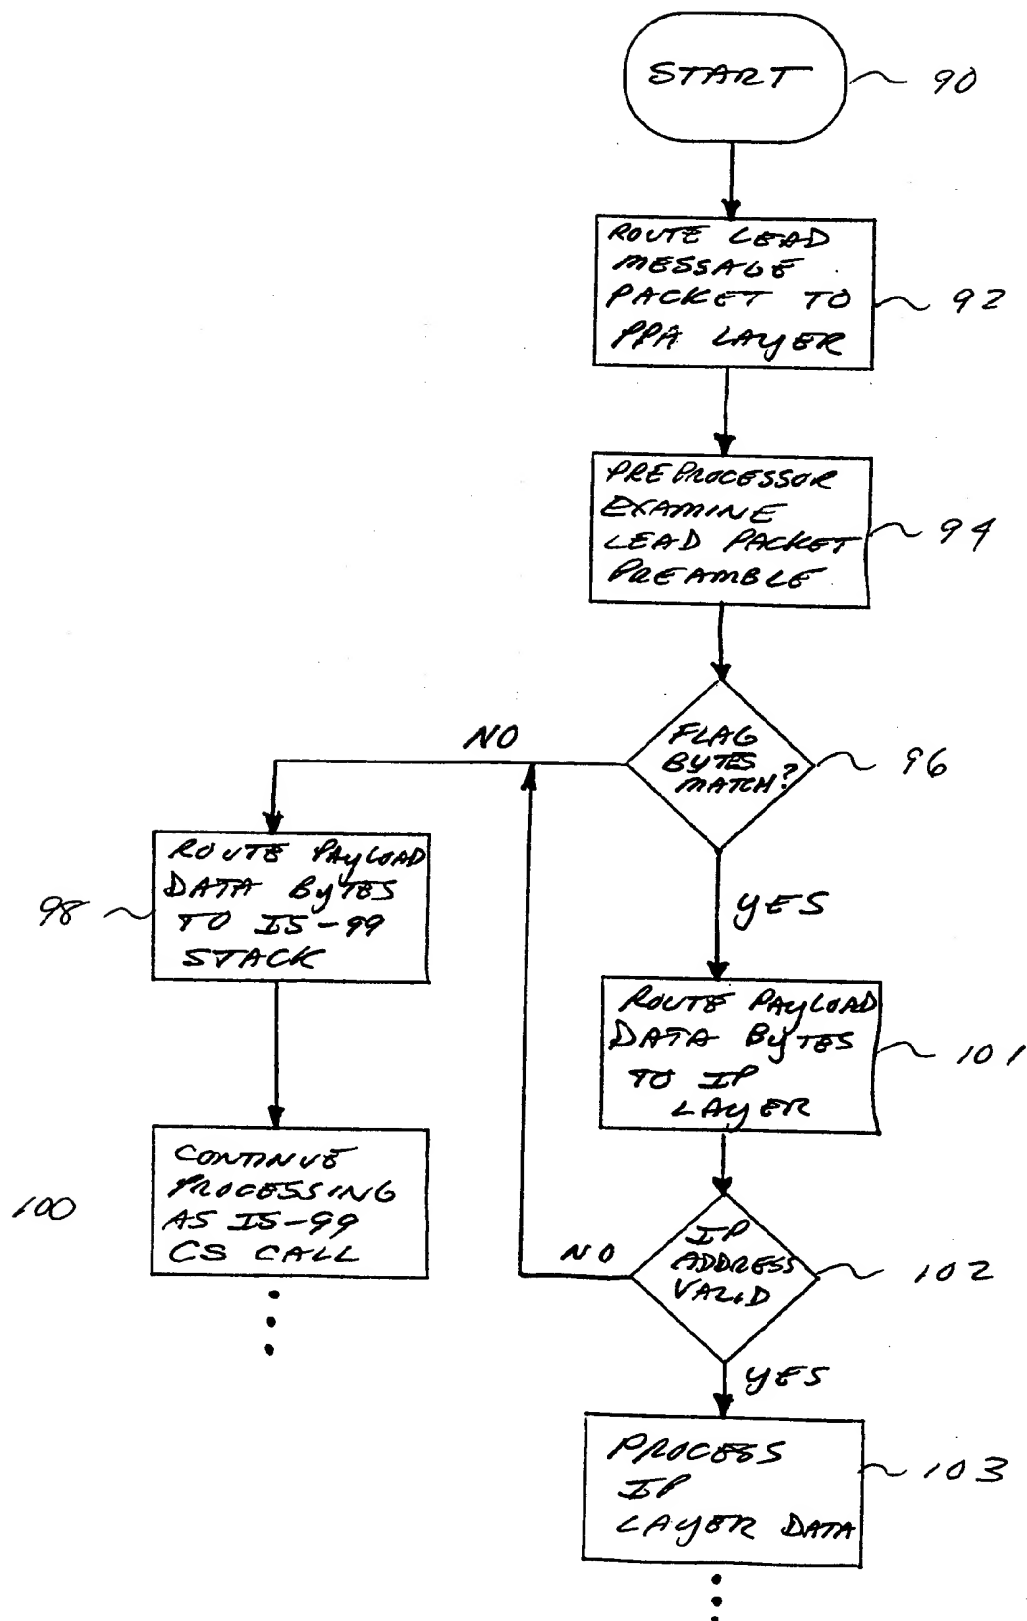 START
90
ROUTE LEAD
MESSAGE
PACKET TO
PPA LAYER
92
PREPROCESSOR
EXAMINE
LEAD PACKET
PREAMBLE
94
FLAG
BYTES
MATCH?
96
NO
ROUTE PAYLOAD
DATA BYTES
TO IS-99
STACK
98
YES
ROUTE PAYLOAD
DATA BYTES
TO IP
LAYER
101
CONTINUE
PROCESSING
AS IS-99
CS CALL
100
IP
ADDRESS
VALID
102
NO
YES
PROCESS
IP
LAYER DATA
103